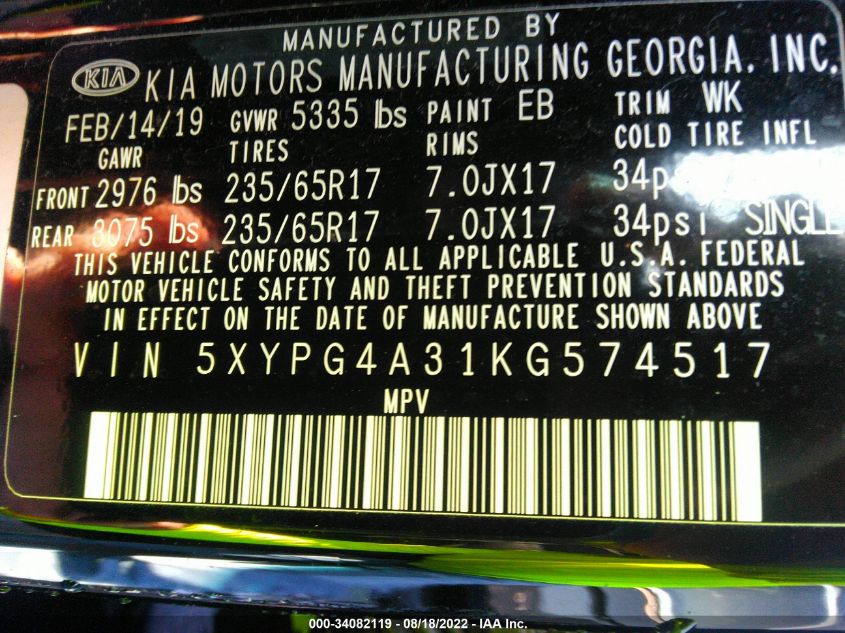 MANUFACTURED BY
KIA KIA MOTORS MANUFACTURING GEORGIA, INC.
FEB/14/19 GVWR 5335 lbs PAINT EB TRIM WK
GAWR TIRES RIMS COLD TIRE INFL
FRONT 2976 lbs 235/65R17 7.0JX17 34psi
REAR 3075 lbs 235/65R17 7.0JX17 34psi SINGLE
THIS VEHICLE CONFORMS TO ALL APPLICABLE U.S.A. FEDERAL
MOTOR VEHICLE SAFETY AND THEFT PREVENTION STANDARDS
IN EFFECT ON THE DATE OF MANUFACTURE SHOWN ABOVE
VIN 5XYPG4A31KG574517
MPV
000-34082119 - 08/18/2022 - IAA Inc.